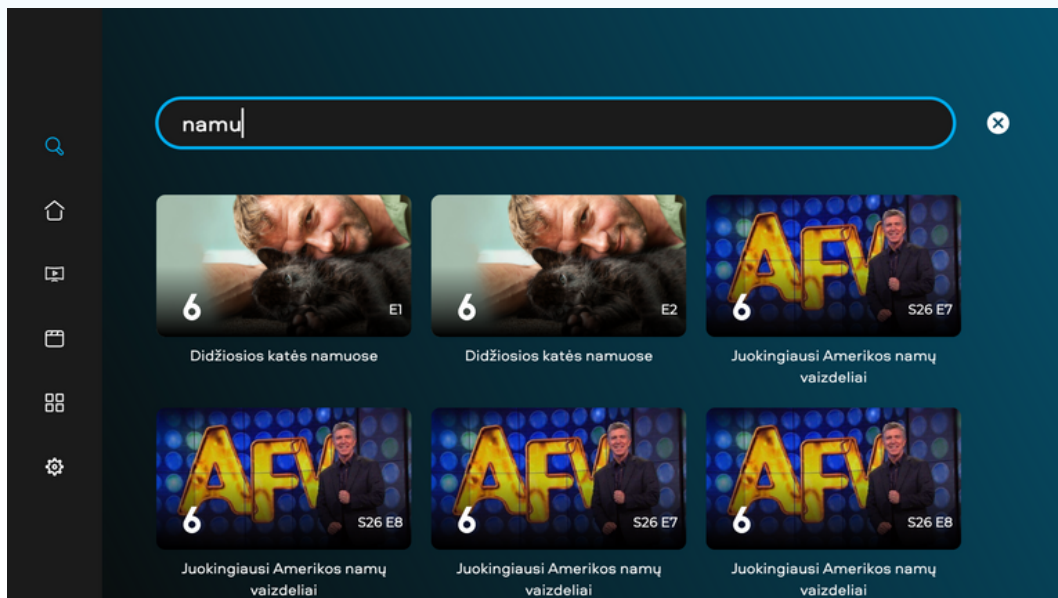 namu
6
E1
Didžiosios katės namuose
6
E2
Didžiosios katės namuose
AFV
6
S26 E7
Juokingiausi Amerikos namų
vaizdeliai
AFV
6
S26 E8
Juokingiausi Amerikos namų
vaizdeliai
AFV
6
S26 E7
Juokingiausi Amerikos namų
vaizdeliai
AFV
6
S26 E8
Juokingiausi Amerikos namų
vaizdeliai